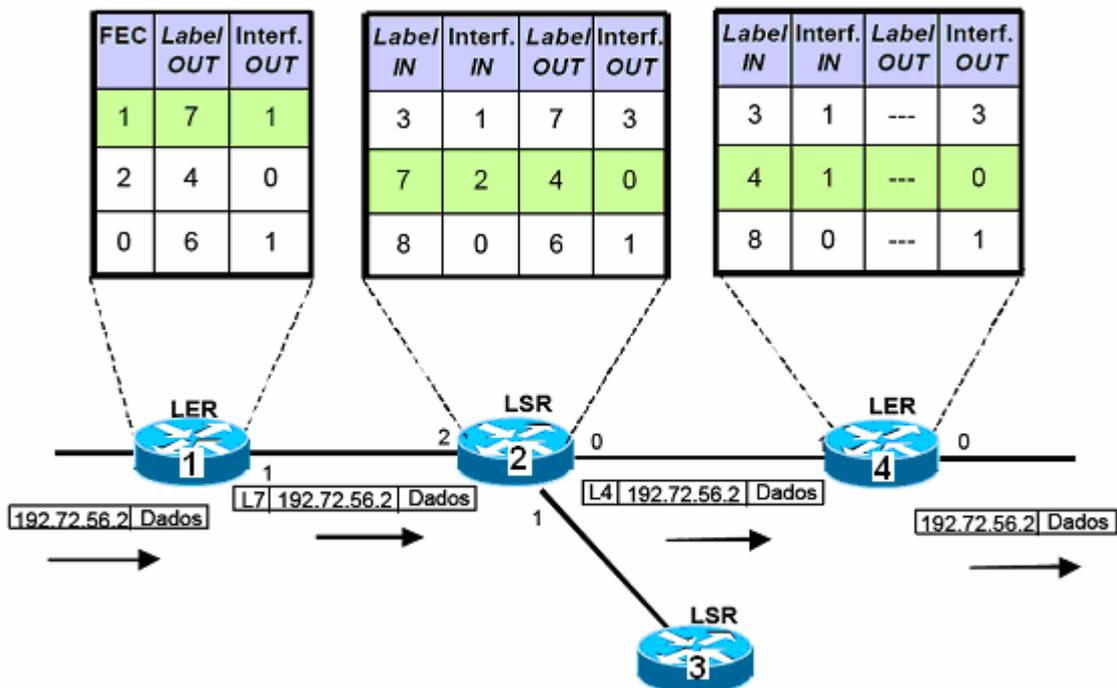 FEC Label OUT Interf. OUT
1 7 1
2 4 0
0 6 1
Label IN Interf. IN Label OUT Interf. OUT
3 1 7 3
7 2 4 0
8 0 6 1
Label IN Interf. IN Label OUT Interf. OUT
3 1 --- 3
4 1 --- 0
8 0 --- 1
LER
1
1
LSR
2
2
0
1
LER
1
4
0
192.72.56.2 Dados
L7 192.72.56.2 Dados
L4 192.72.56.2 Dados
192.72.56.2 Dados
LSR
3